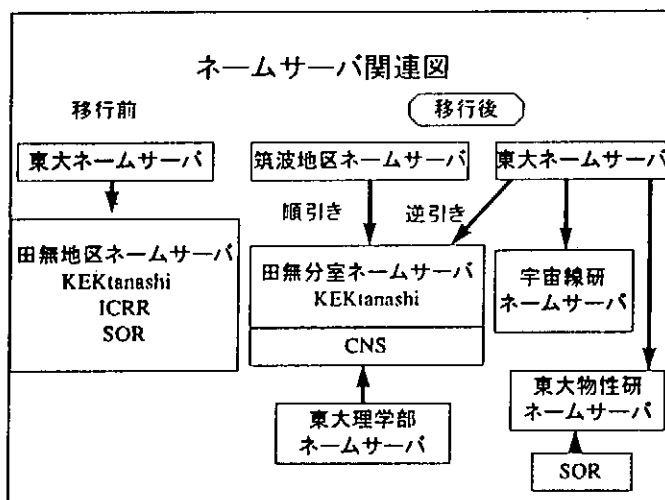 ネームサーバ関連図
移行前
移行後
東大ネームサーバ
筑波地区ネームサーバ
東大ネームサーバ
順引き
逆引き
田無地区ネームサーバ
KEKtanashi
ICRR
SOR
田無分室ネームサーバ
KEKtanashi
CNS
宇宙線研
ネームサーバ
東大理学部
ネームサーバ
東大物性研
ネームサーバ
SOR